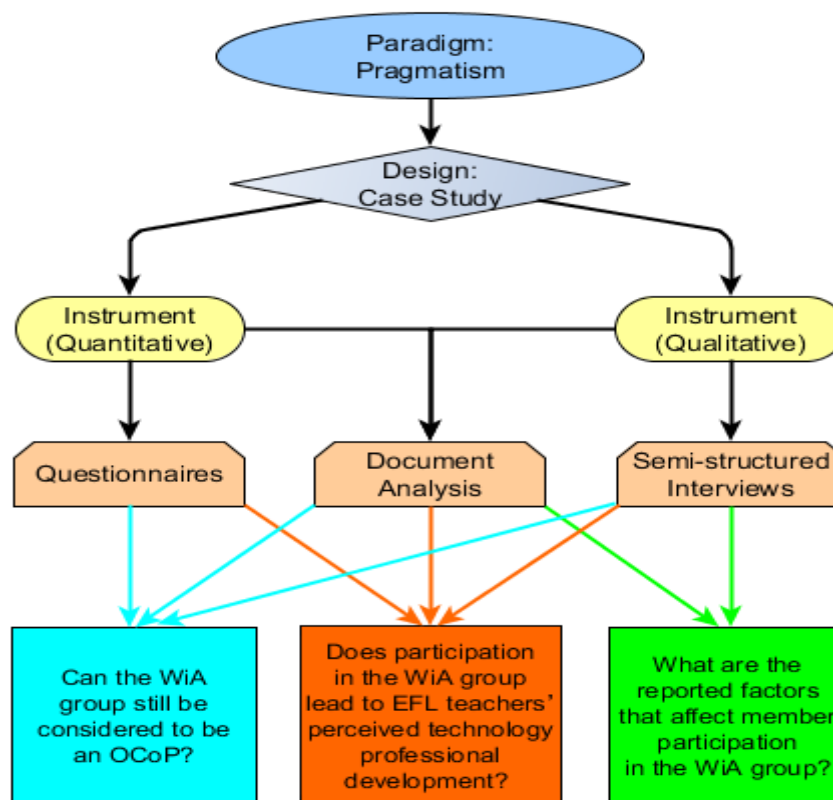 Paradigm:
Pragmatism
Design:
Case Study
Instrument
(Quantitative)
Instrument
(Qualitative)
Questionnaires
Document
Analysis
Semi-structured
Interviews
Can the WiA
group still be
considered to be
an OCoP?
Does participation
in the WiA group
lead to EFL teachers'
perceived technology
professional
development?
What are the
reported factors
that affect member
participation
in the WiA group?